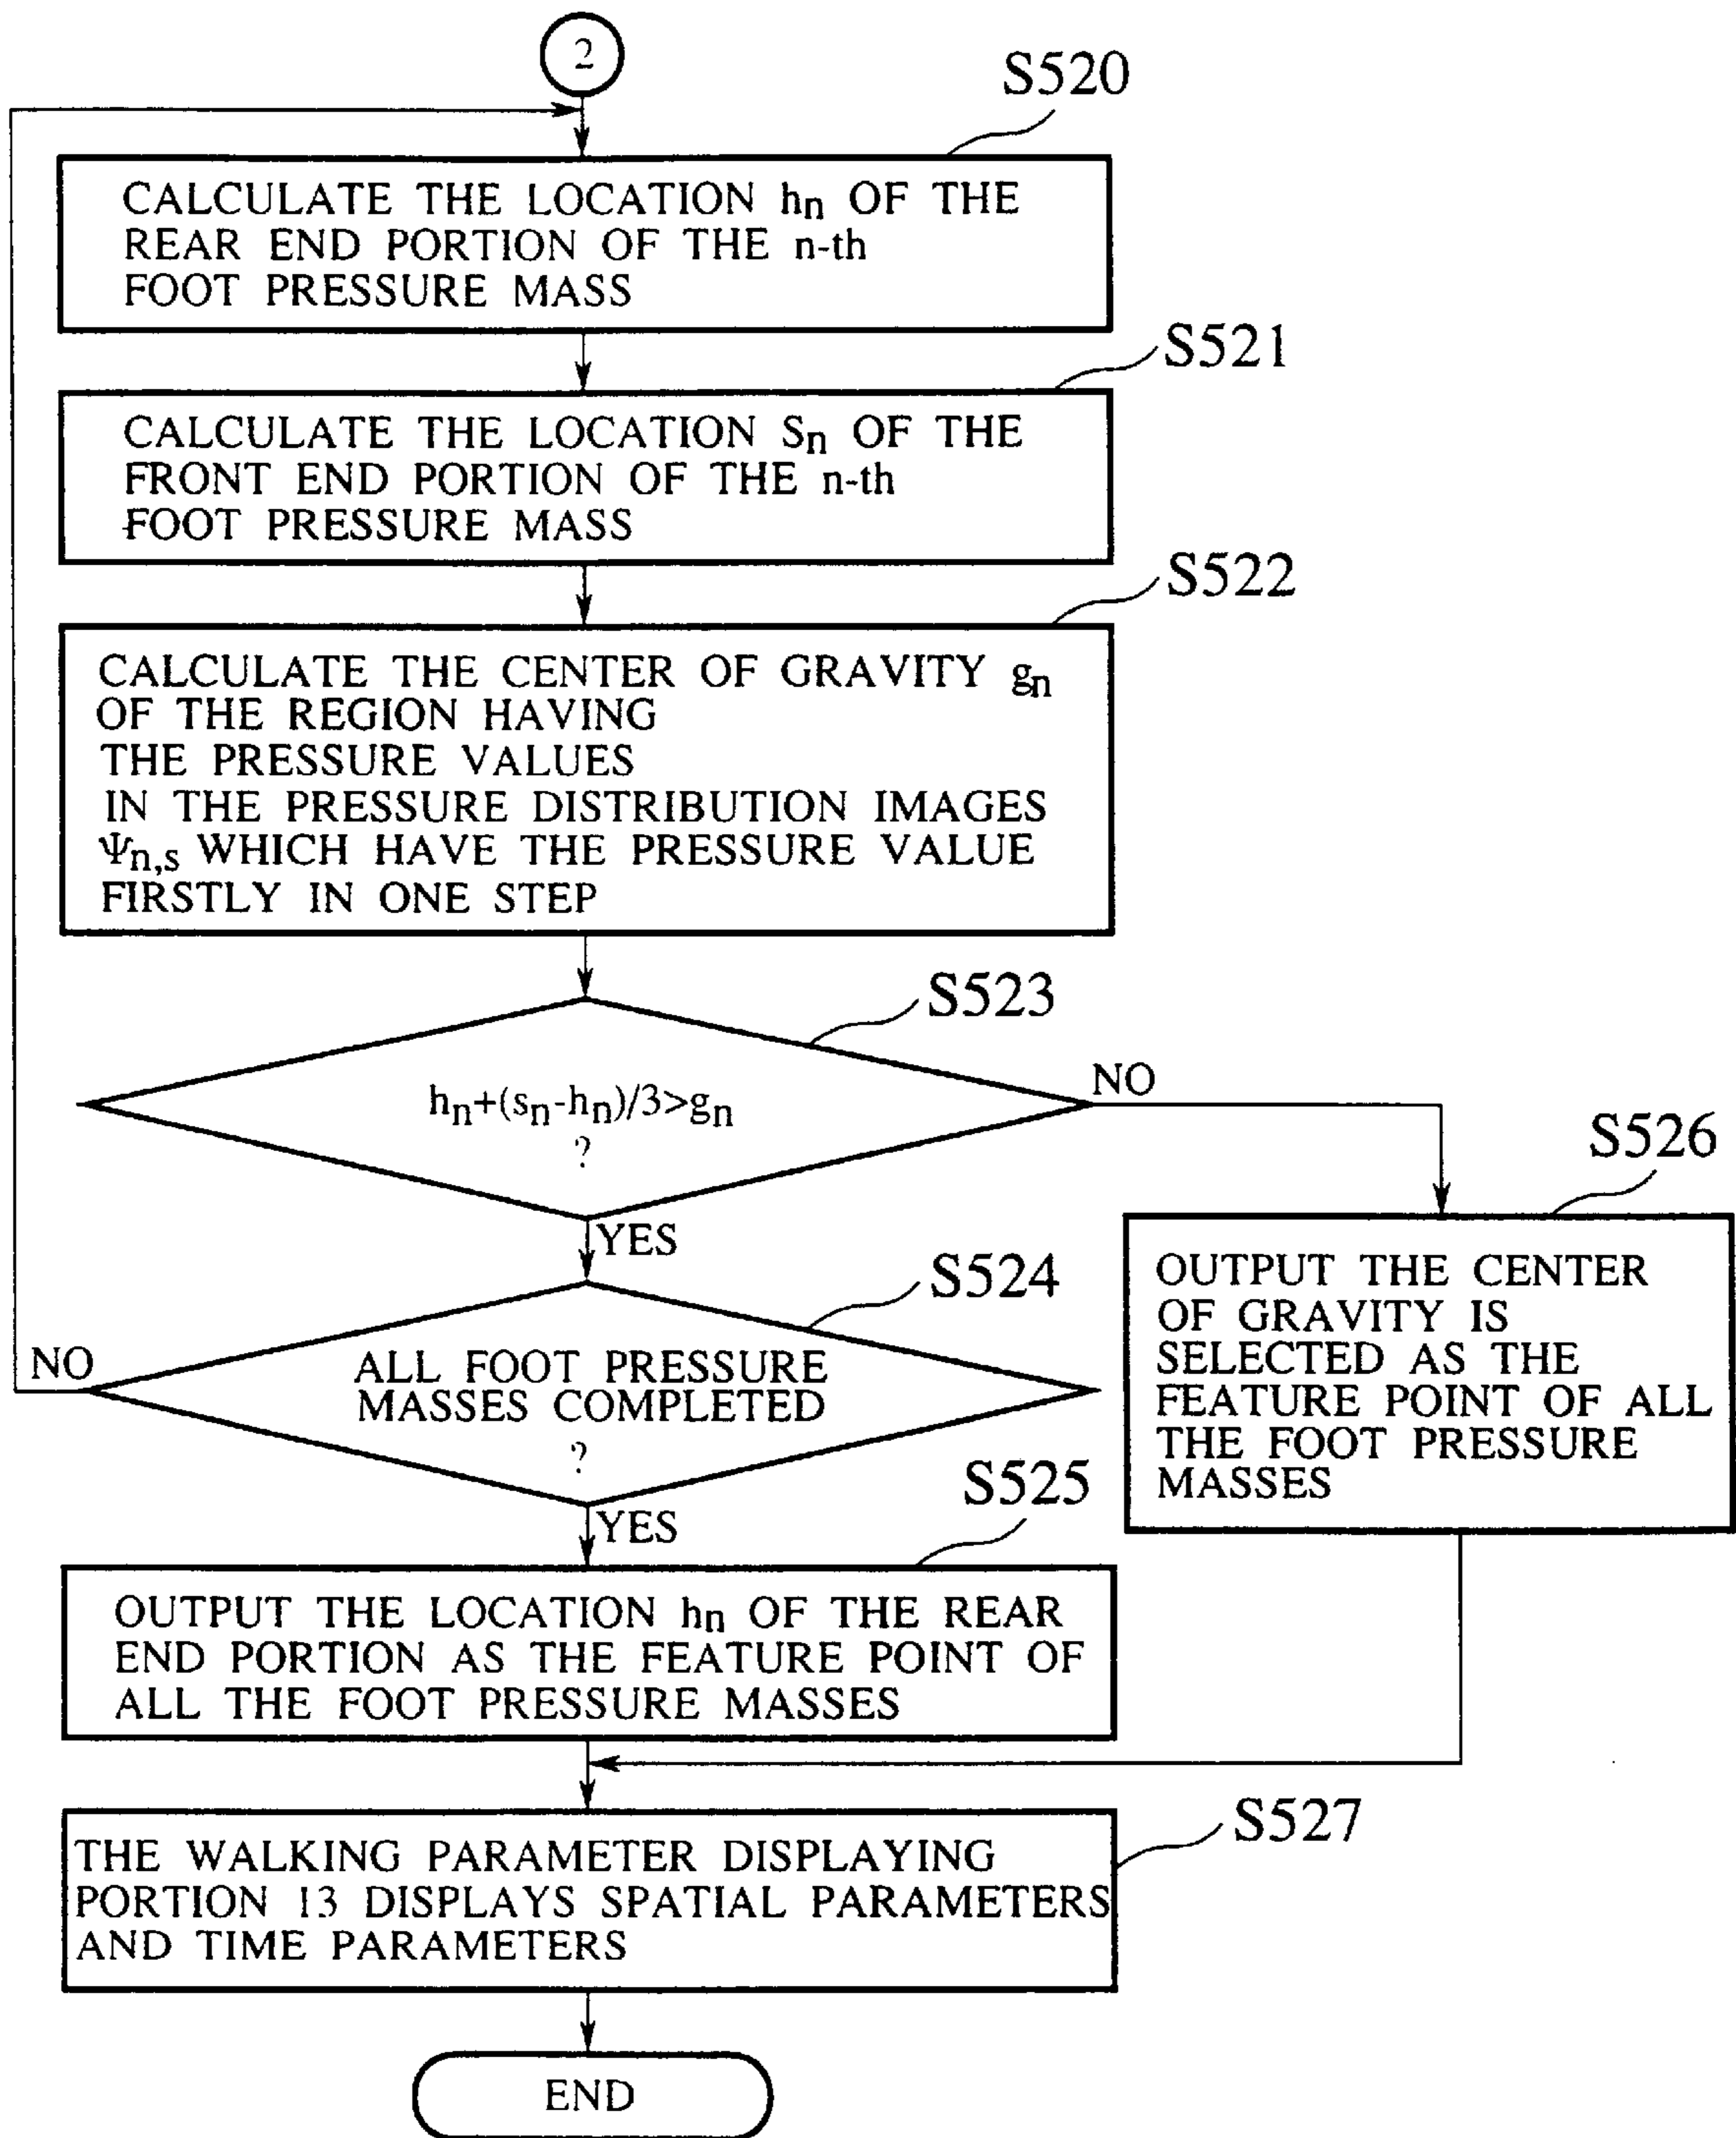 2
S520
CALCULATE THE LOCATION hn OF THE
REAR END PORTION OF THE n-th
FOOT PRESSURE MASS
S521
CALCULATE THE LOCATION Sn OF THE
FRONT END PORTION OF THE n-th
FOOT PRESSURE MASS
S522
CALCULATE THE CENTER OF GRAVITY gn
OF THE REGION HAVING
THE PRESSURE VALUES
IN THE PRESSURE DISTRIBUTION IMAGES
Ψn,s WHICH HAVE THE PRESSURE VALUE
FIRSTLY IN ONE STEP
S523
hn+(sn-hn)/3>gn
?
NO
YES
S524
ALL FOOT PRESSURE
MASSES COMPLETED
?
NO
YES
S526
OUTPUT THE CENTER
OF GRAVITY IS
SELECTED AS THE
FEATURE POINT OF ALL
THE FOOT PRESSURE
MASSES
S525
OUTPUT THE LOCATION hn OF THE REAR
END PORTION AS THE FEATURE POINT OF
ALL THE FOOT PRESSURE MASSES
S527
THE WALKING PARAMETER DISPLAYING
PORTION 13 DISPLAYS SPATIAL PARAMETERS
AND TIME PARAMETERS
END